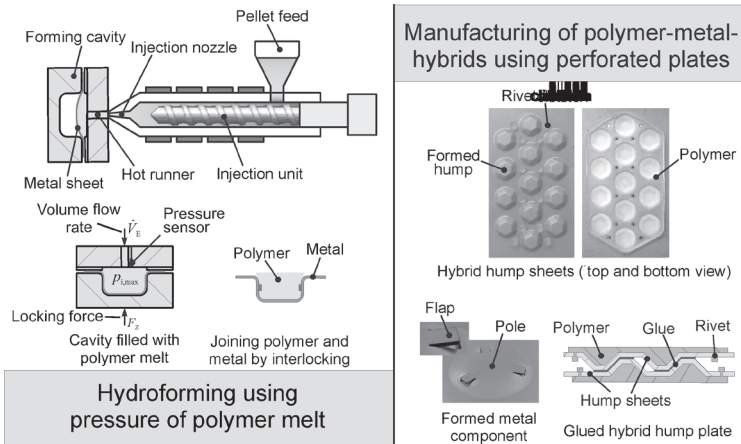 Forming cavity
Injection nozzle
Pellet feed
Metal sheet
Hot runner
Injection unit
Volume flow
rate
V̇E
Pressure
sensor
pi,max
Locking force
Fz
Cavity filled with
polymer melt
Polymer
Metal
Joining polymer and
metal by interlocking
Hydroforming using
pressure of polymer melt
Manufacturing of polymer-metal-
hybrids using perforated plates
Formed
hump
Polymer
Hybrid hump sheets (top and bottom view)
Flap
Pole
Formed metal
component
Polymer
Glue
Rivet
Hump sheets
Glued hybrid hump plate